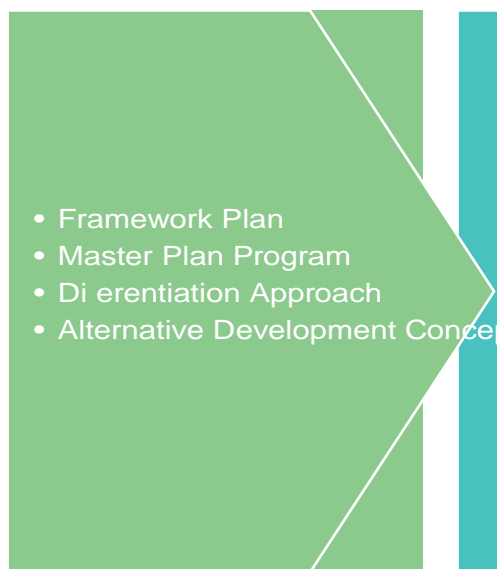 • Framework Plan
• Master Plan Program
• Di erentiation Approach
• Alternative Development Concep